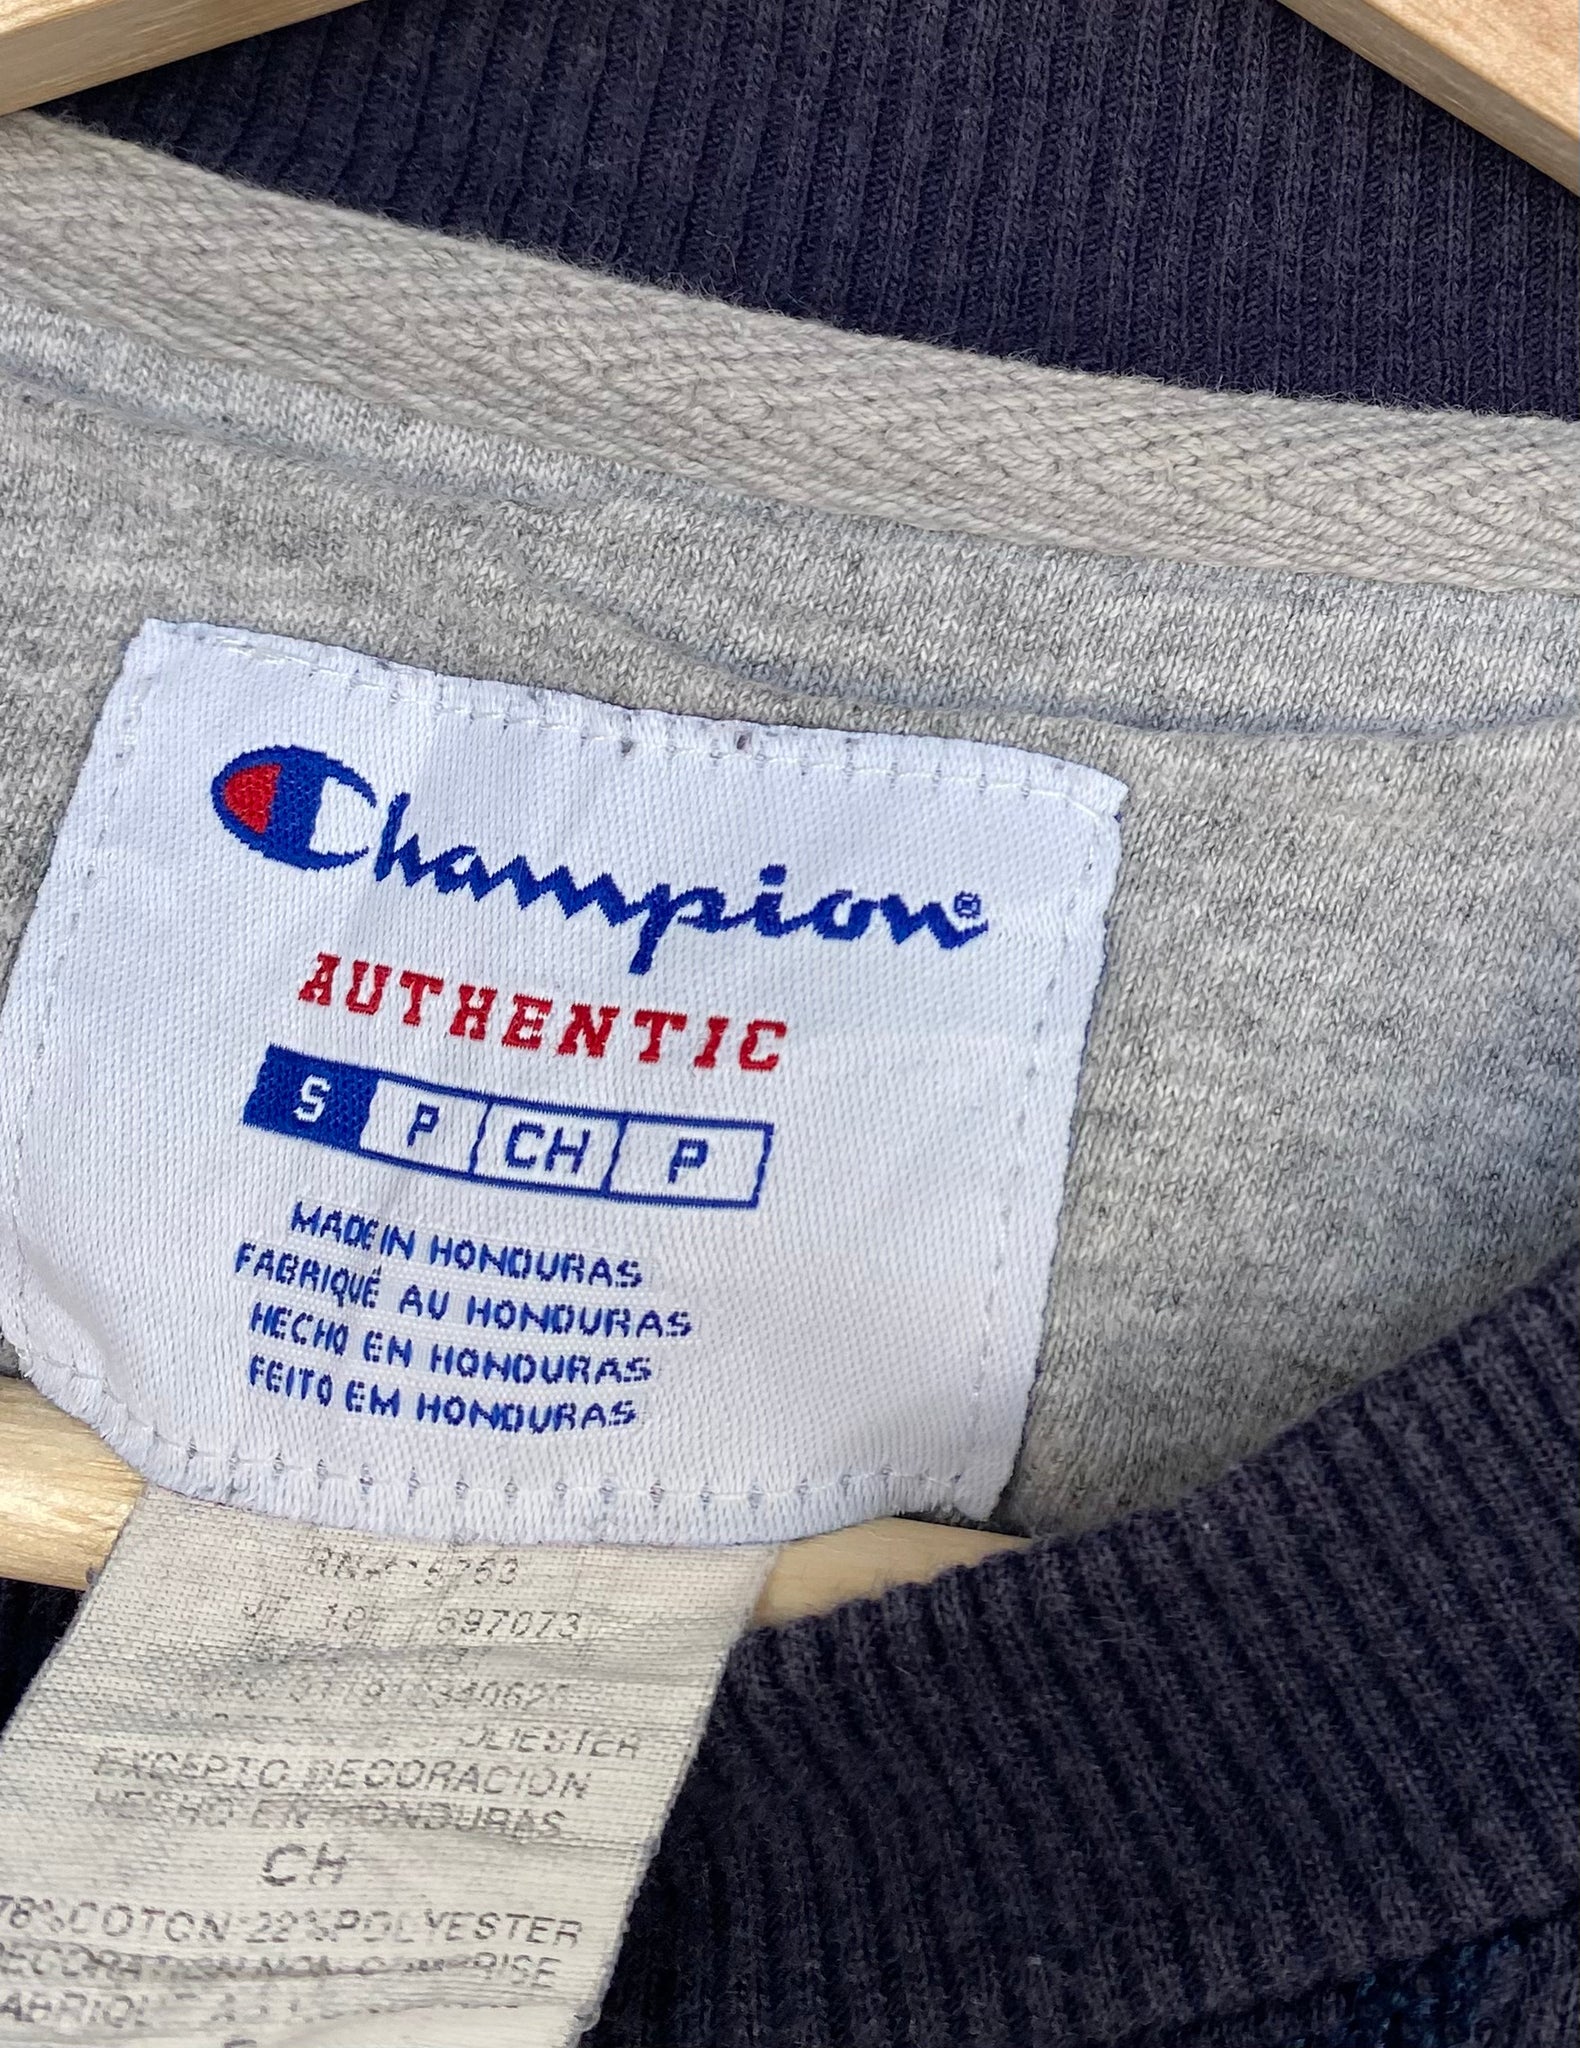 Champion®
AUTHENTIC
S P CH P
MADE IN HONDURAS
FABRIQUÉ AU HONDURAS
HECHO EN HONDURAS
FEITO EM HONDURAS
697073
EXCEPTO DECORACION
HECHO EN HONDURAS
CH
78%COTON 22%POLYESTER